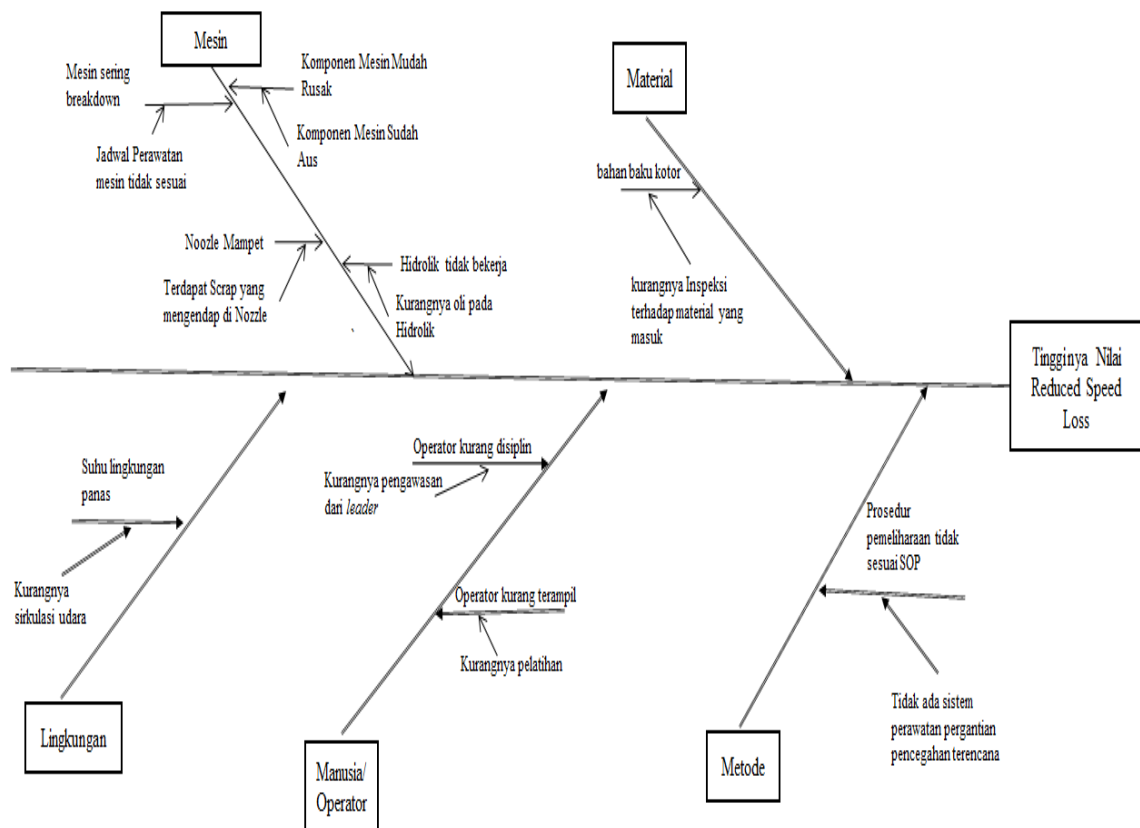 Mesin
Mesin sering
breakdown
Komponen Mesin Mudah
Rusak
Jadwal Perawatan
mesin tidak sesuai
Komponen Mesin Sudah
Aus
Noozle Mampet
Terdapat Scrap yang
mengendap di Nozzle
Hidrolik tidak bekerja
Kurangnya oli pada
Hidrolik
Material
bahan baku kotor
kurangnya Inspeksi
terhadap material yang
masuk
Tingginya Nilai
Reduced Speed
Loss
Suhu lingkungan
panas
Kurangnya
sirkulasi udara
Lingkungan
Operator kurang disiplin
Kurangnya pengawasan
dari leader
Operator kurang terampil
Kurangnya pelatihan
Manusia/
Operator
Prosedur
pemeliharaan tidak
sesuai SOP
Tidak ada sistem
perawatan pergantian
pencegahan terencana
Metode